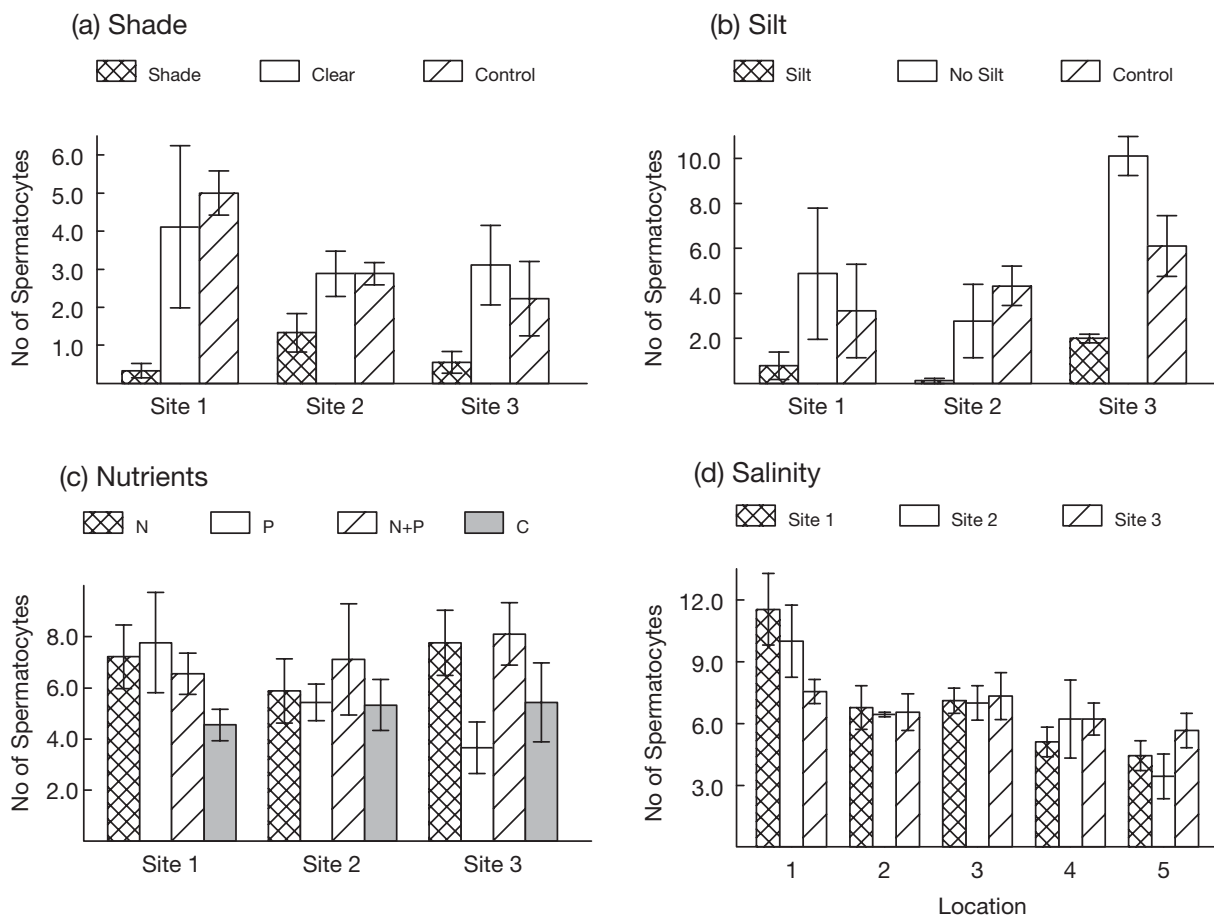 (a) Shade
Shade Clear Control
No of Spermatocytes
6.0
5.0
4.0
3.0
2.0
1.0
Site 1 Site 2 Site 3
(b) Silt
Silt No Silt Control
No of Spermatocytes
10.0
8.0
6.0
4.0
2.0
Site 1 Site 2 Site 3
(c) Nutrients
N P N+P C
No of Spermatocytes
8.0
6.0
4.0
2.0
Site 1 Site 2 Site 3
(d) Salinity
Site 1 Site 2 Site 3
No of Spermatocytes
12.0
9.0
6.0
3.0
1 2 3 4 5
Location